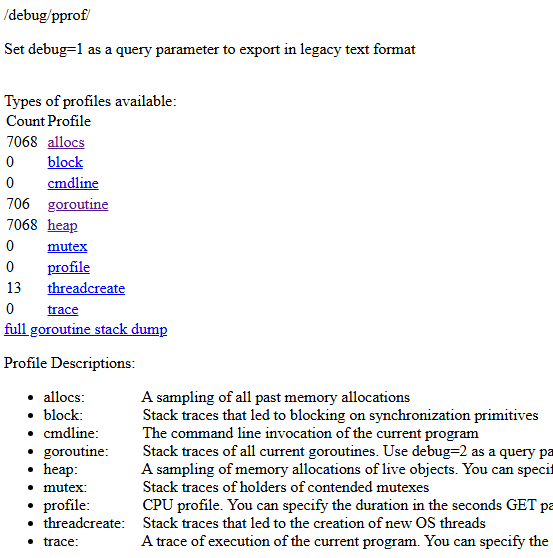 /debug/pprof/
Set debug=1 as a query parameter to export in legacy text format
Types of profiles available:
Count Profile
7068 allocs
0 block
0 cmdline
706 goroutine
7068 heap
0 mutex
0 profile
13 threadcreate
0 trace
full goroutine stack dump
Profile Descriptions:
• allocs: A sampling of all past memory allocations
• block: Stack traces that led to blocking on synchronization primitives
• cmdline: The command line invocation of the current program
• goroutine: Stack traces of all current goroutines. Use debug=2 as a query pa
• heap: A sampling of memory allocations of live objects. You can specif
• mutex: Stack traces of holders of contended mutexes
• profile: CPU profile. You can specify the duration in the seconds GET pa
• threadcreate: Stack traces that led to the creation of new OS threads
• trace: A trace of execution of the current program. You can specify the